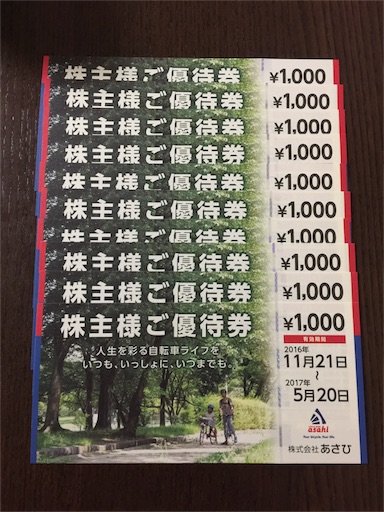 株主様ご優待券 ¥1,000
株主様ご優待券 ¥1,000
株主様ご優待券 ¥1,000
株主様ご優待券 ¥1,000
株主様ご優待券 ¥1,000
株主様ご優待券 ¥1,000
株主様ご優待券 ¥1,000
株主様ご優待券 ¥1,000
株主様ご優待券 ¥1,000
株主様ご優待券 ¥1,000
人生を彩る自転車ライフを
いつも、いっしょに、いつまでも。
有効期間
2016年
11月21日
~
2017年
5月20日
asahi
Your bicycle, Your life.
株式会社 あさひ